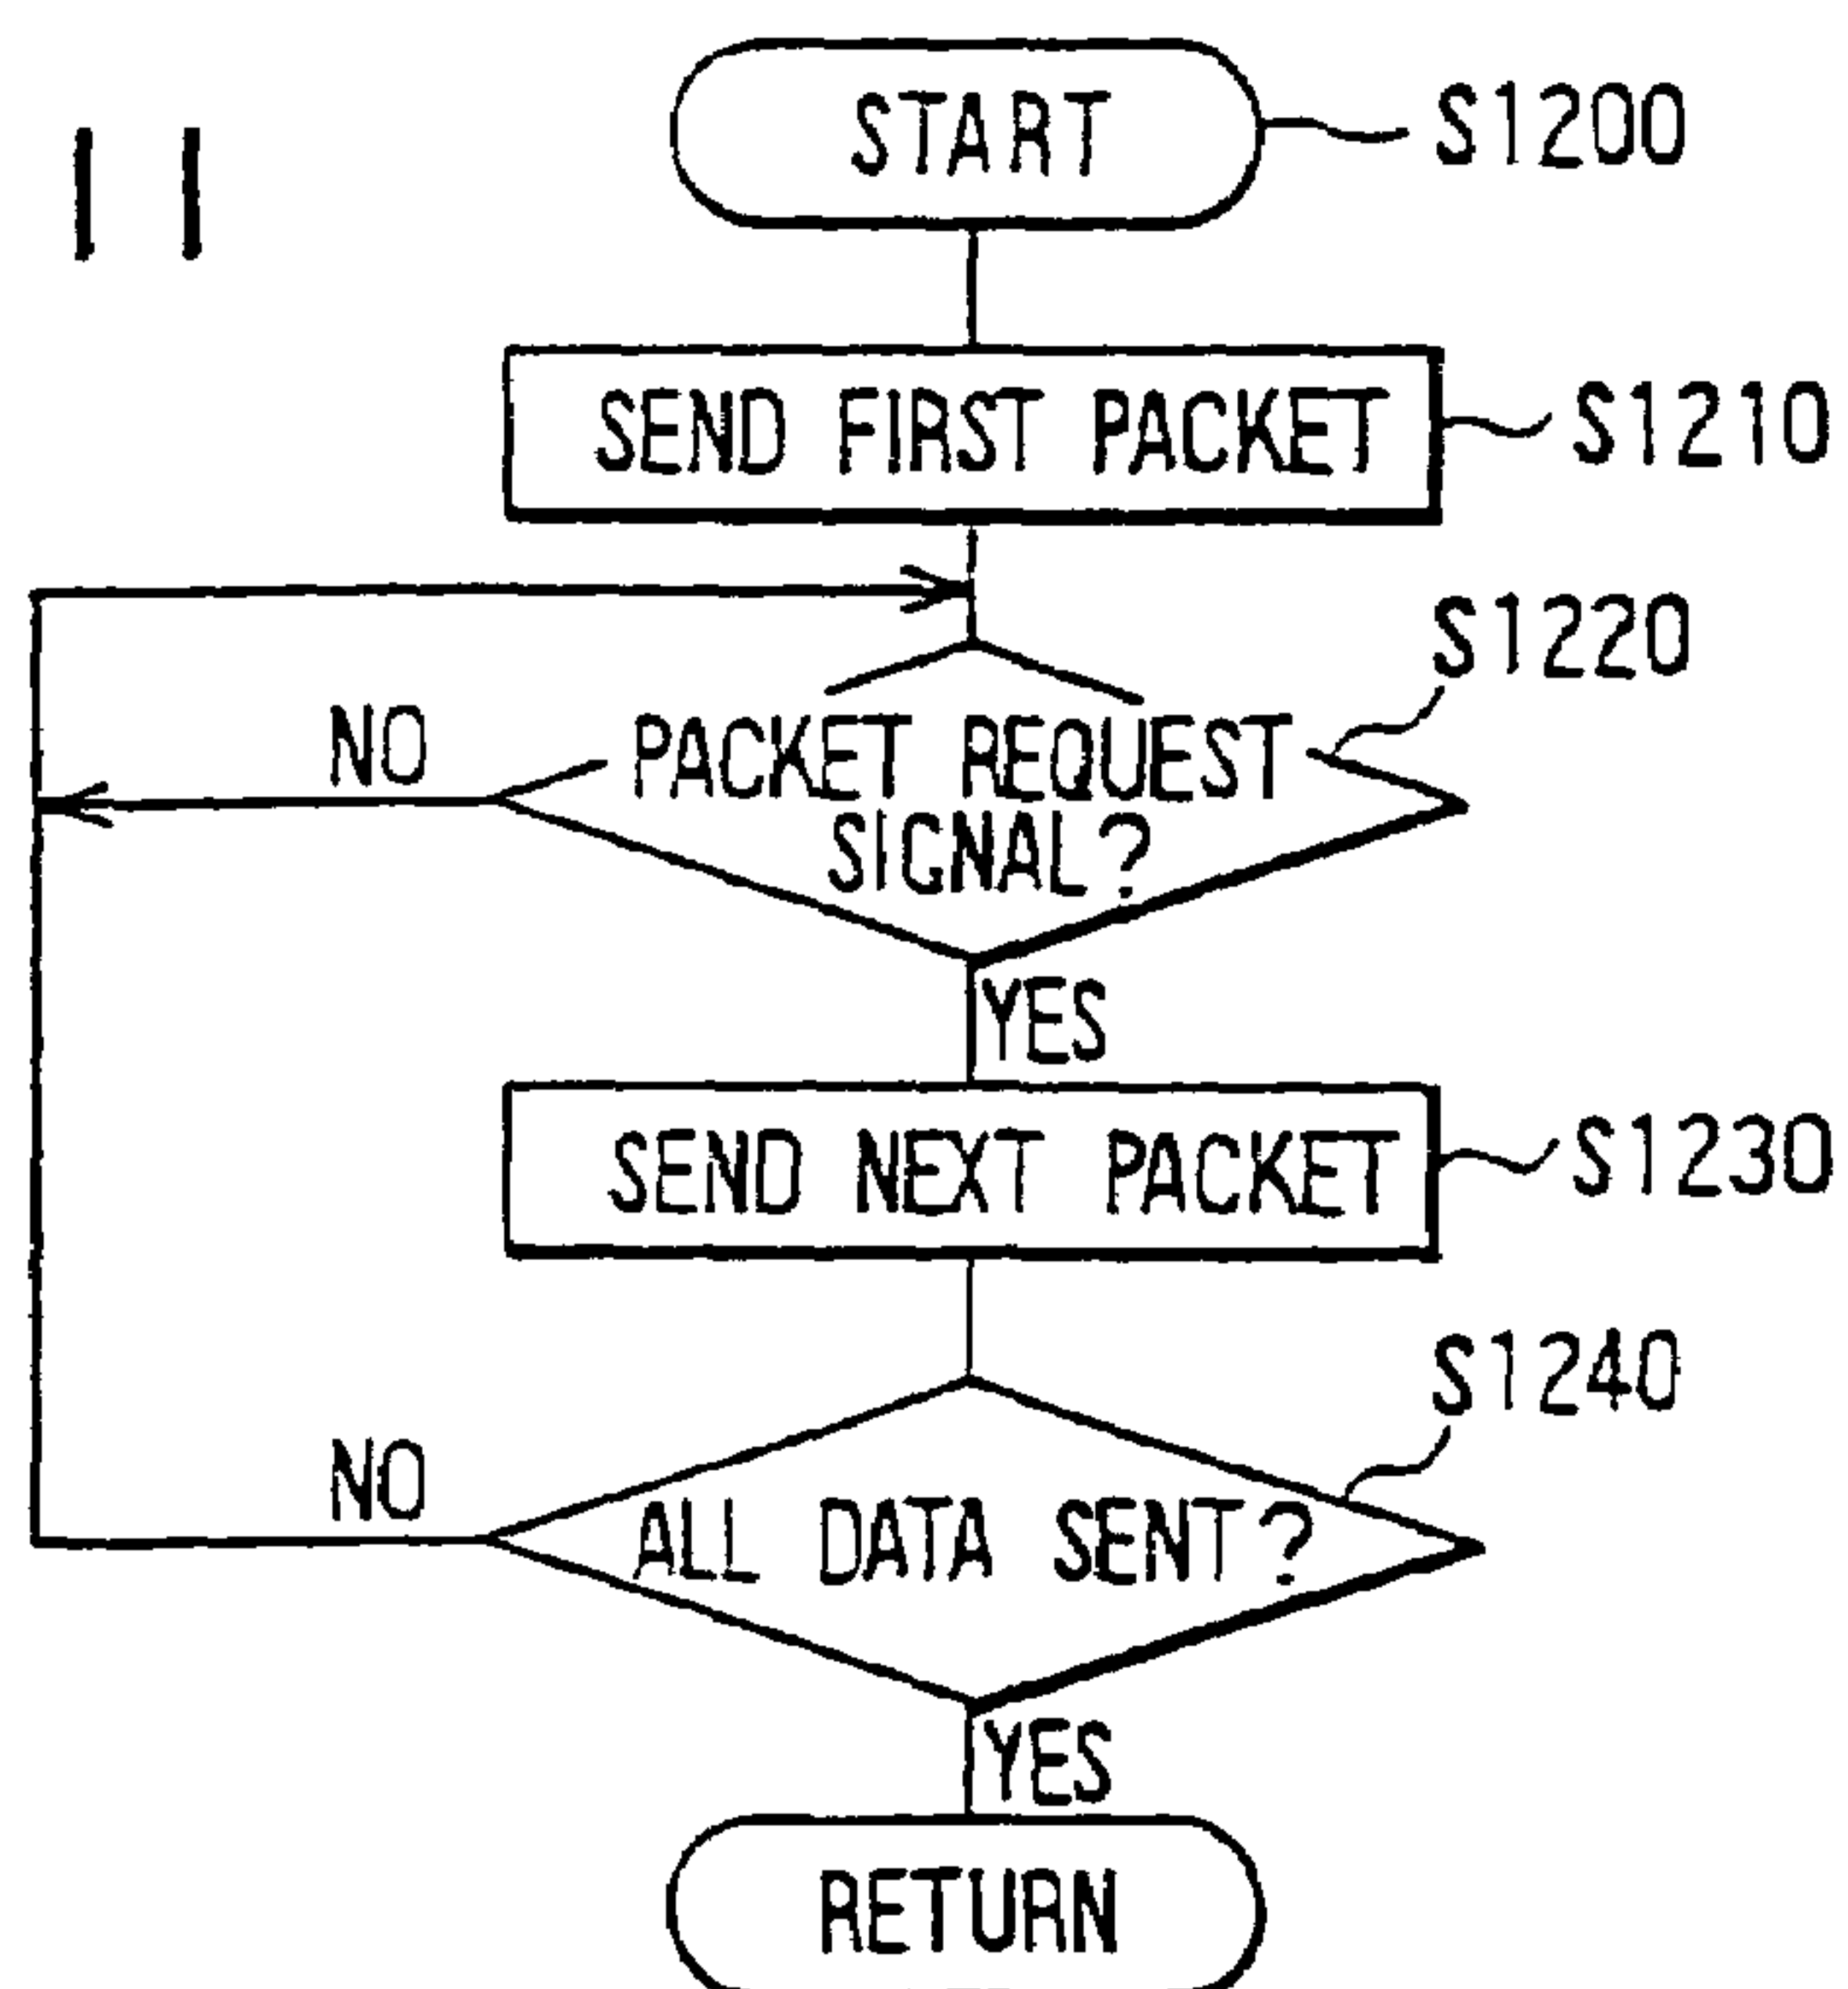 START
S1200
11
SEND FIRST PACKET
S1210
S1220
NO
PACKET REQUEST
SIGNAL?
YES
SEND NEXT PACKET
S1230
S1240
NO
ALL DATA SENT?
YES
RETURN